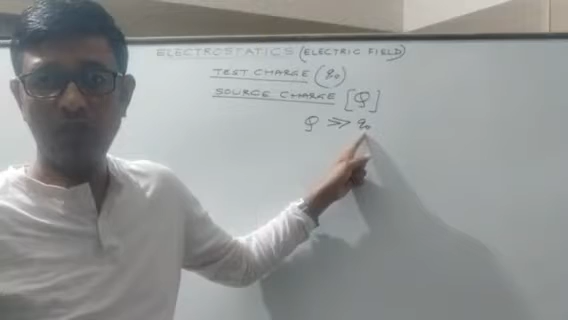 ELECTROSTATICS (ELECTRIC FIELD)
TEST CHARGE (q₀)
SOURCE CHARGE [Q]
Q >> q₀